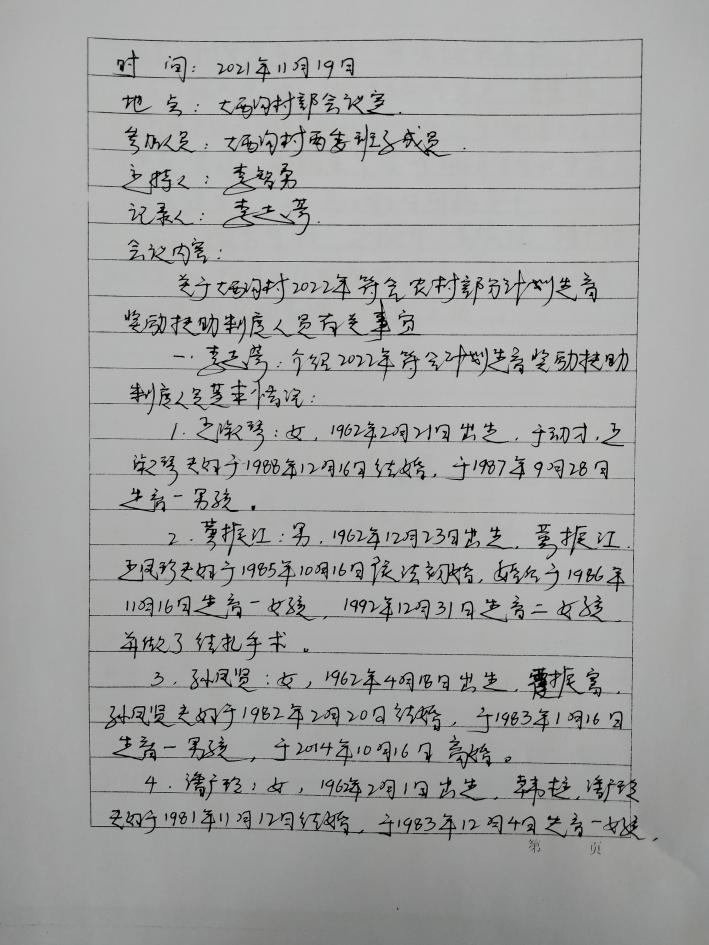 时 间：2021年11月19日
地 点：大西沟村部会议室.
参加人员：大西沟村两委班子成员.
主持人：李智勇
记录人：李志芳.
会议内容：
关于大西沟村2022年符合农村部分计划生育
奖励扶助制度人员有关事宜
一.李志芳：介绍2022年符合计划生育奖励扶助
制度人员基本情况：
1.王淑琴：女，1962年2月21日出生，于动才.王
淑琴夫妇于1988年12月16日结婚，于1987年9月28日
生育一男孩。
2.黄振江：男，1962年12月23日出生，黄振江.
王凤珍夫妇于1985年10月16日依法初婚，婚后于1986年
11月16日生育一女孩，1992年12月31日生育二女孩，
并做了结扎手术。
3.孙凤贤：女，1962年4月18日出生，曹振富.
孙凤贤夫妇于1982年2月20日结婚，于1983年1月16日
生育一男孩，于2014年10月16日离婚。
4.潘广玲：女，1962年2月1日出生，韩超.潘广玲
夫妇于1981年11月12日结婚，于1983年12月4日生育一女孩，
第 页